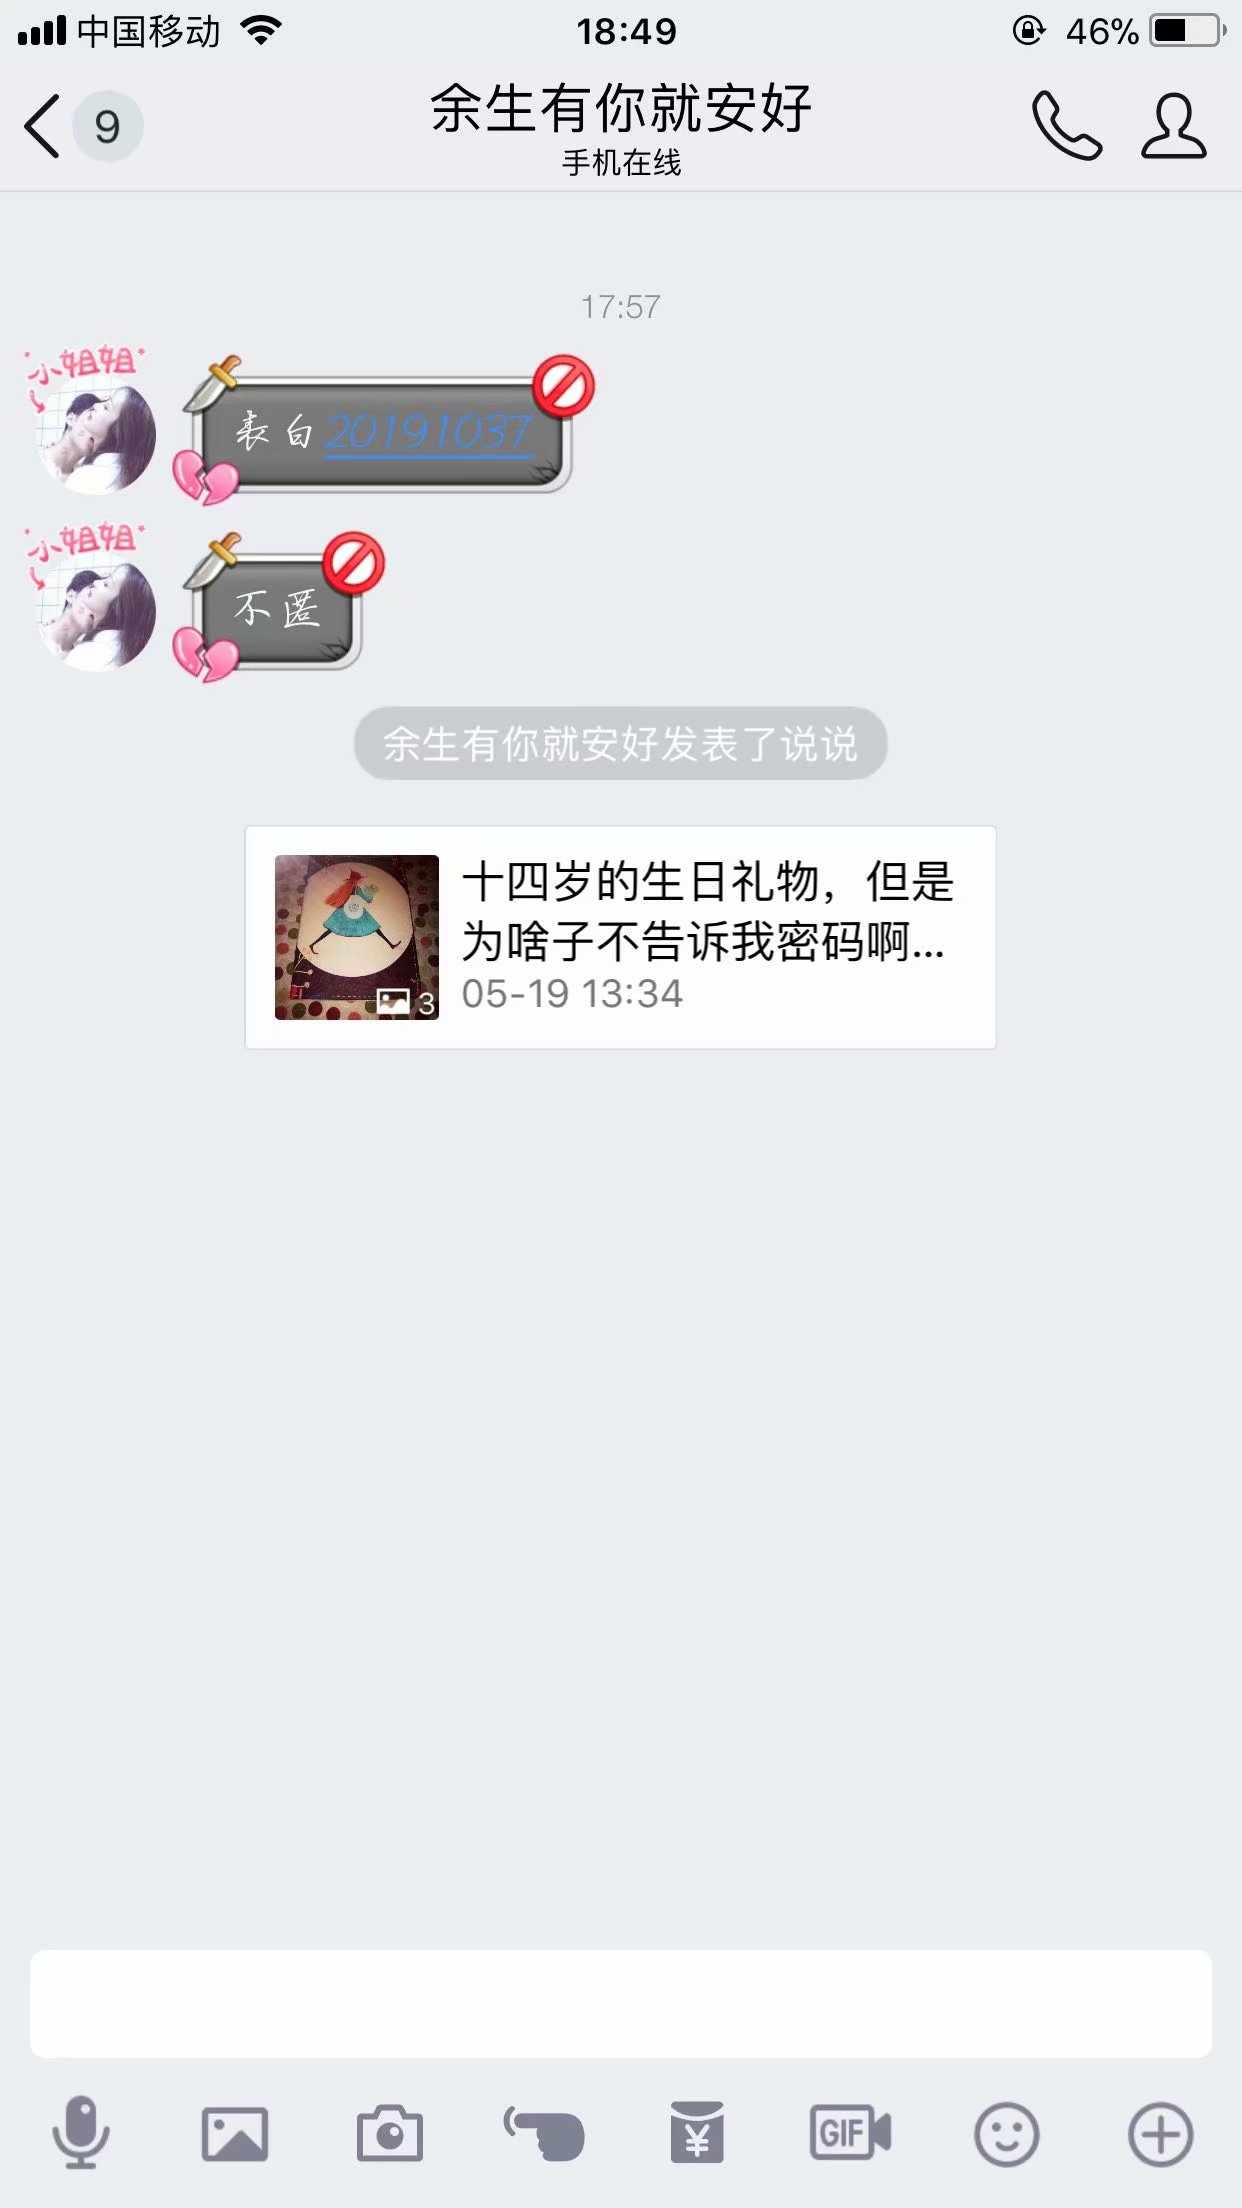 中国移动 18:49 46%
9 余生有你就安好
手机在线
17:57
小姐姐
表白20191037
小姐姐
不匿
余生有你就安好发表了说说
十四岁的生日礼物，但是
为啥子不告诉我密码啊...
3 05-19 13:34
¥ GIF